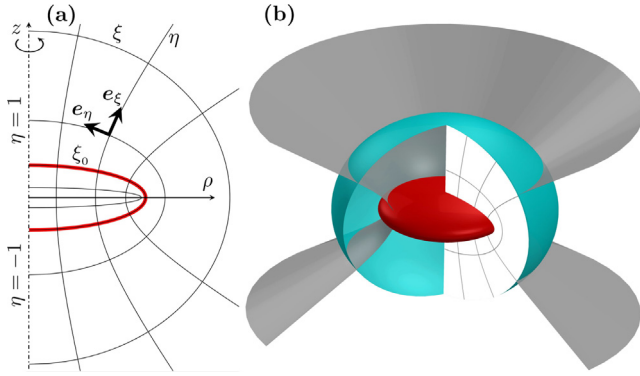 (a)
(b)
z
ξ
η
e_ξ
e_η
η = 1
ξ₀
ρ
η = −1